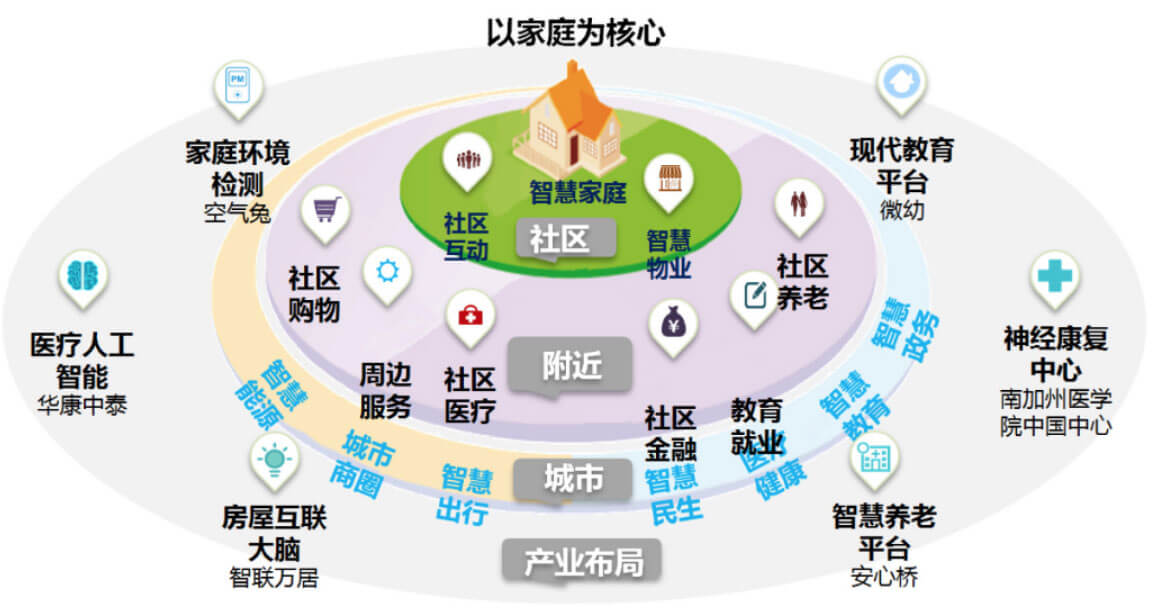 以家庭为核心
PM
家庭环境
检测
空气兔
现代教育
平台
微幼
智慧家庭
社区
互动
社区
智慧
物业
社区
购物
社区
养老
医疗人工
智能
华康中泰
神经康复
中心
南加州医学
院中国中心
周边
服务
社区
医疗
附近
¥
社区
金融
教育
就业
智慧
能源
城市
商圈
智慧
出行
城市
智慧
民生
医疗
健康
智慧
教育
智慧
政务
房屋互联
大脑
智联万居
产业布局
智慧养老
平台
安心桥